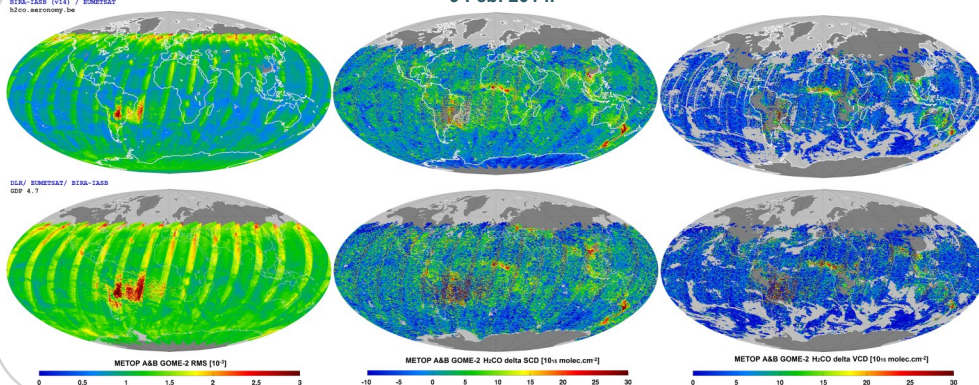 BIRA-IASB (v14) / EUMETSAT
h2co.aeronomy.be
DLR/ EUMETSAT/ BIRA-IASB
GDP 4.7
METOP A&B GOME-2 RMS [10-3]
0 0.5 1 1.5 2 2.5 3
METOP A&B GOME-2 H2CO delta SCD [1015 molec.cm-2]
-10 -5 0 5 10 15 20 25 30
METOP A&B GOME-2 H2CO delta VCD [1015 molec.cm-2]
0 5 10 15 20 25 30